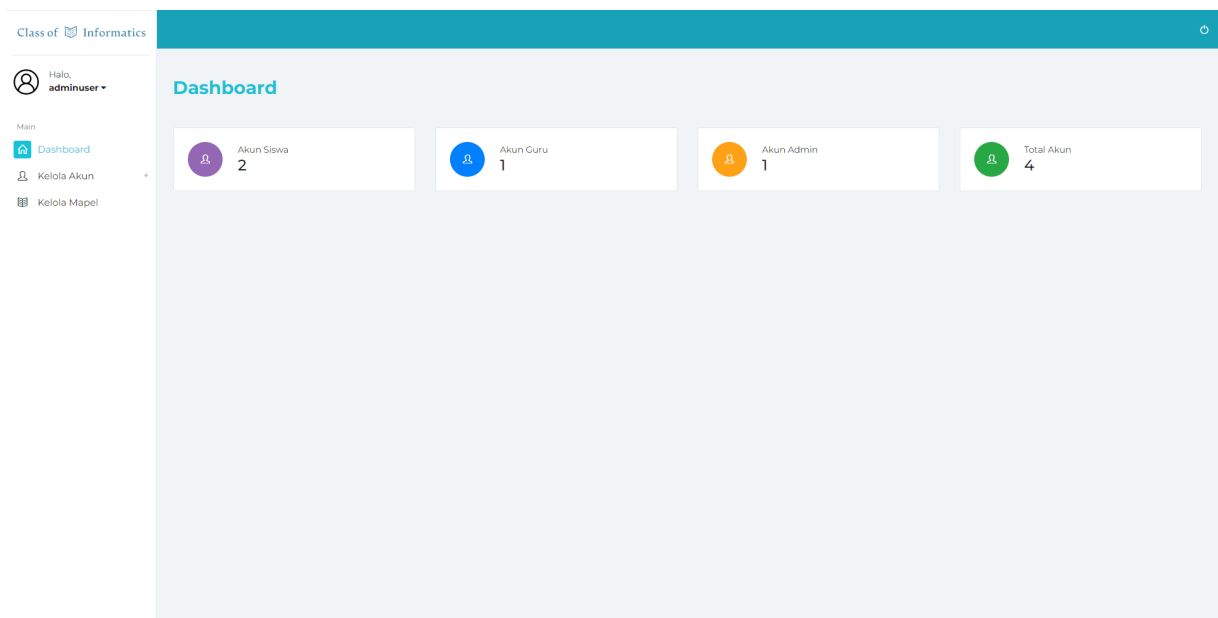 Class of Informatics
Halo,
adminuser
Main
Dashboard
Kelola Akun +
Kelola Mapel
Dashboard
Akun Siswa
2
Akun Guru
1
Akun Admin
1
Total Akun
4